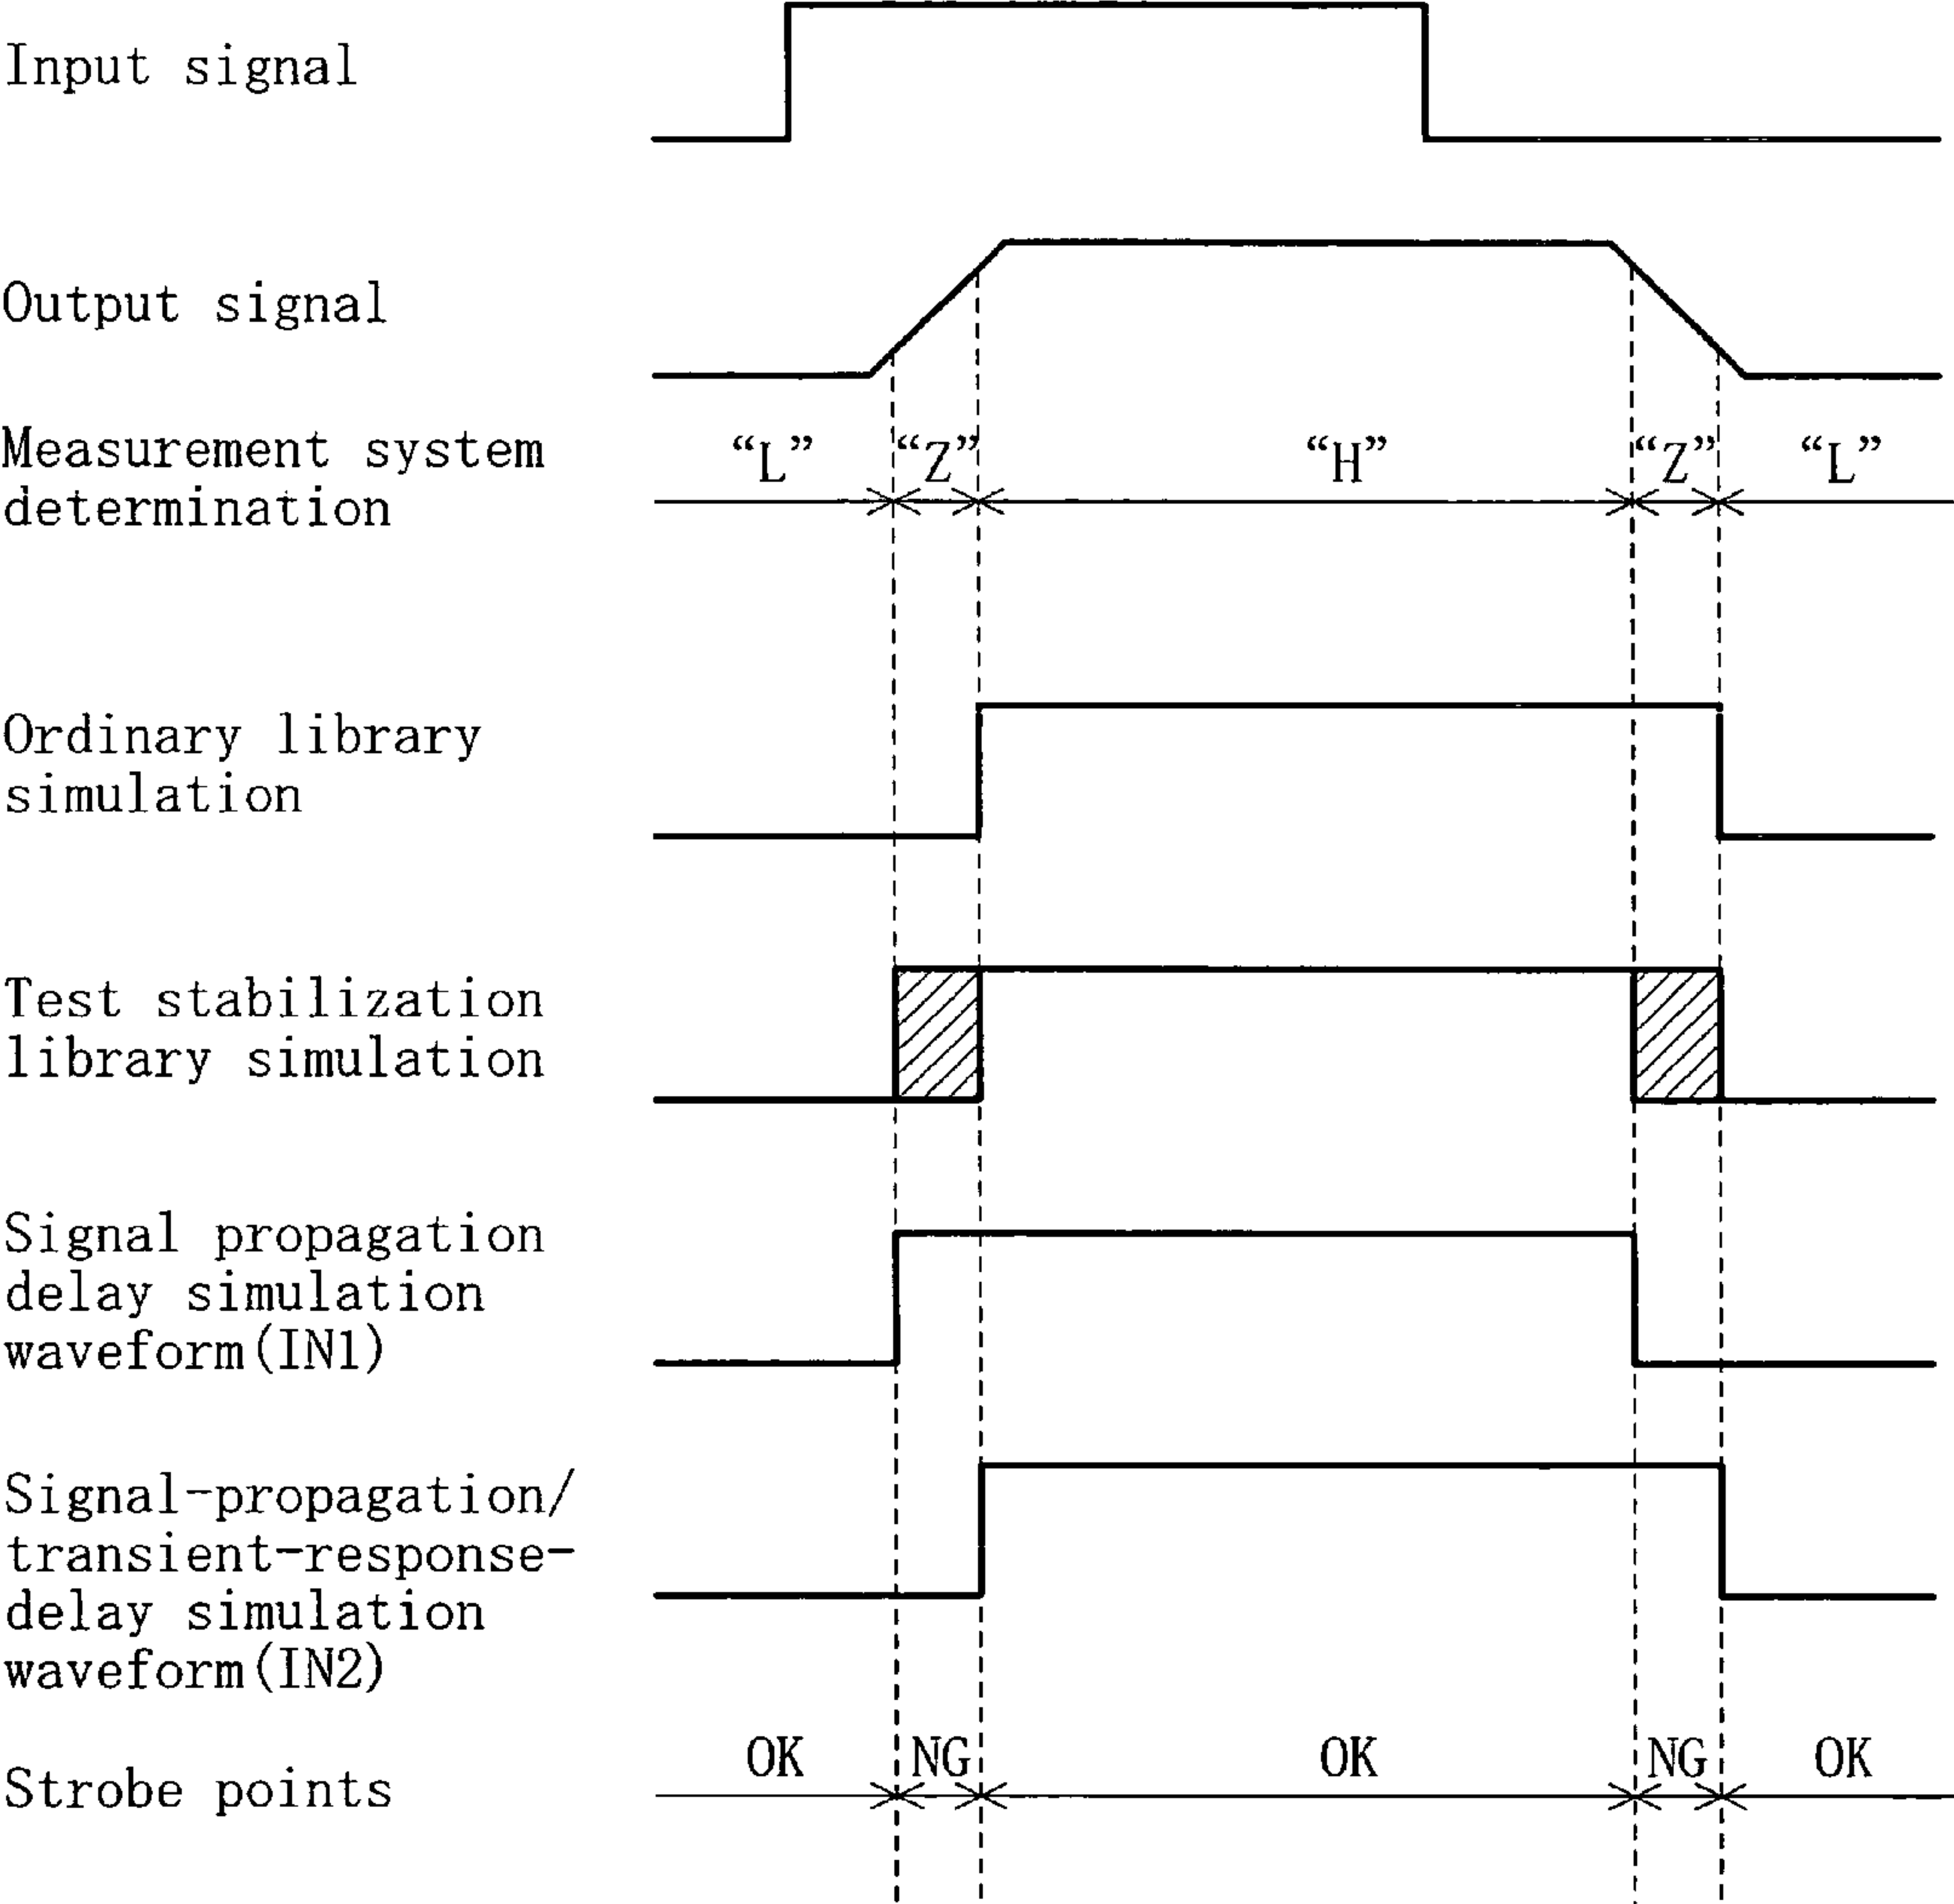 Input signal
Output signal
Measurement system
determination
“L” “Z” “H” “Z” “L”
Ordinary library
simulation
Test stabilization
library simulation
Signal propagation
delay simulation
waveform(IN1)
Signal-propagation/
transient-response-
delay simulation
waveform(IN2)
Strobe points
OK NG OK NG OK